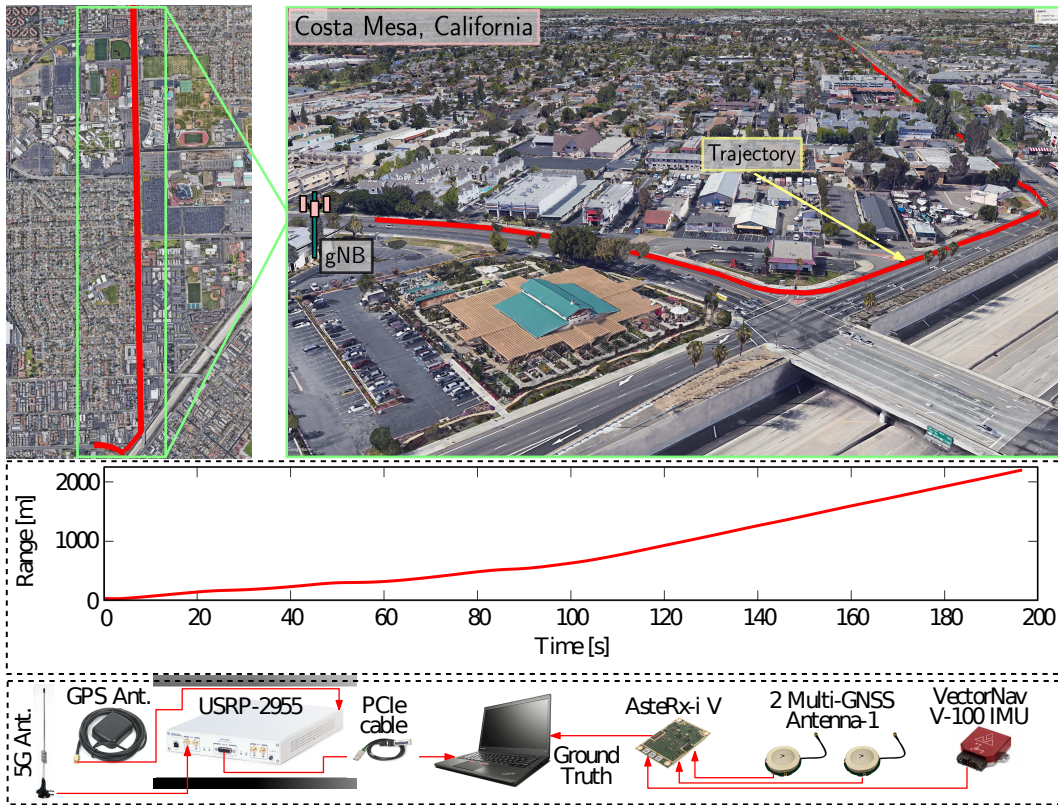 Costa Mesa, California
Trajectory
gNB
Range [m]
2000
1000
0
0 20 40 60 80 100 120 140 160 180 200
Time [s]
5G Ant.
GPS Ant.
USRP-2955
PCIe
cable
Ground
Truth
AsteRx-i V
2 Multi-GNSS
Antenna-1
VectorNav
V-100 IMU